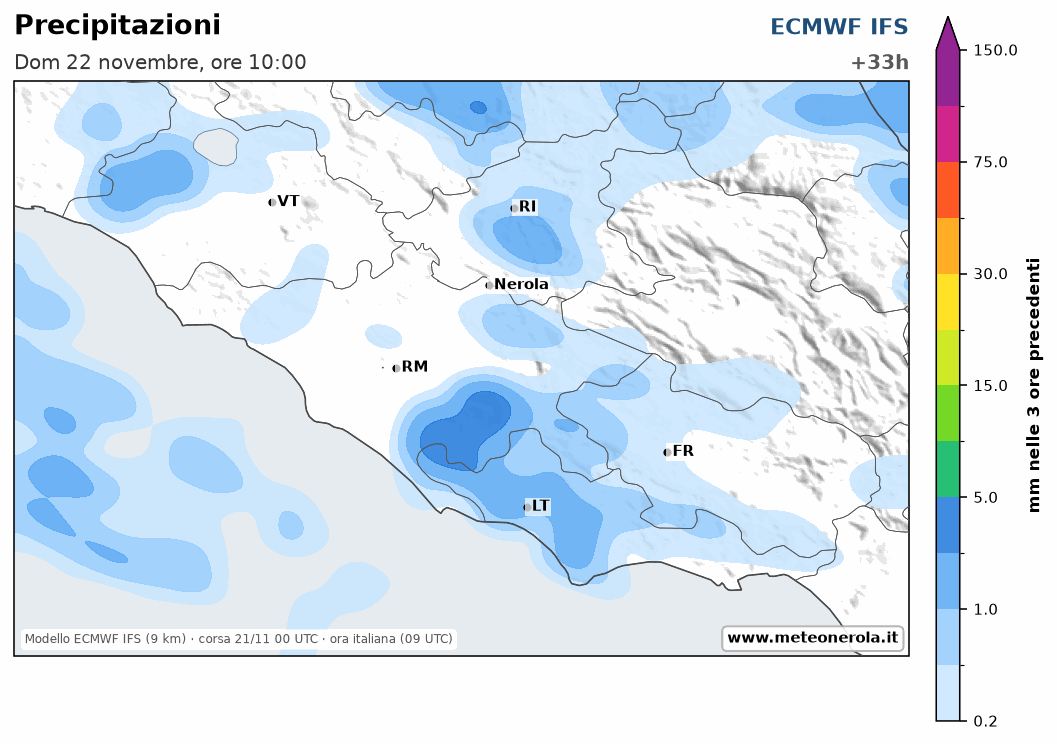 Precipitazioni
ECMWF IFS
Dom 22 novembre, ore 10:00
+33h
150.0
75.0
30.0
15.0
5.0
1.0
0.2
mm nelle 3 ore precedenti
VT
RI
Nerola
RM
FR
LT
Modello ECMWF IFS (9 km) · corsa 21/11 00 UTC · ora italiana (09 UTC)
www.meteonerola.it